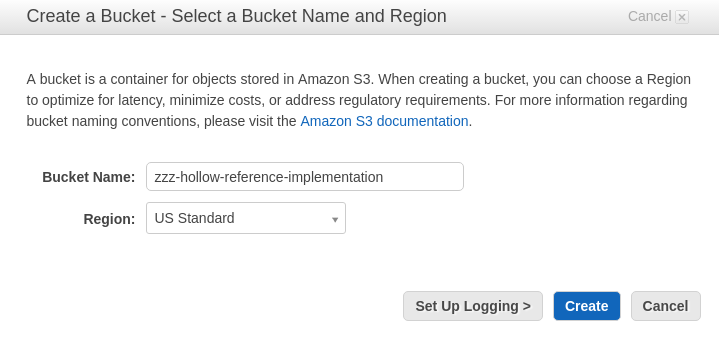 Create a Bucket - Select a Bucket Name and Region
Cancel
A bucket is a container for objects stored in Amazon S3. When creating a bucket, you can choose a Region
to optimize for latency, minimize costs, or address regulatory requirements. For more information regarding
bucket naming conventions, please visit the Amazon S3 documentation.
Bucket Name: zzz-hollow-reference-implementation
Region: US Standard
Set Up Logging > Create Cancel